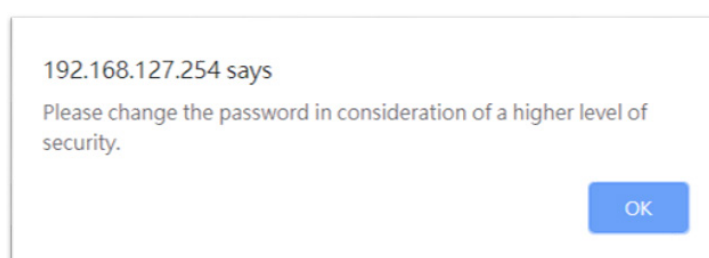 192.168.127.254 says
Please change the password in consideration of a higher level of
security.
OK